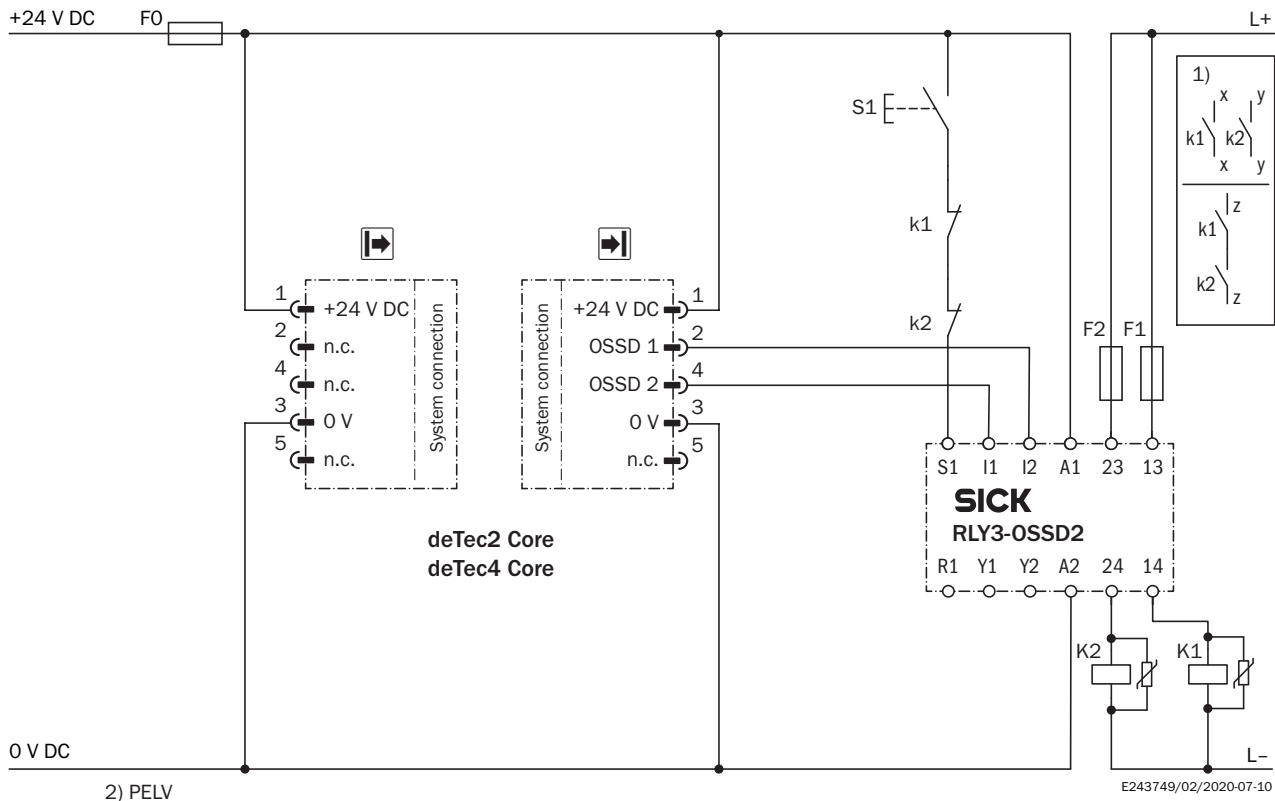 +24 V DC F0 L+
1)
x y
k1 k2
x y
z
k1
k2
z
S1
k1
k2
F2 F1
1 +24 V DC
2 n.c.
4 n.c.
3 0 V
5 n.c.
System connection
System connection
+24 V DC 1
OSSD 1 2
OSSD 2 4
0 V 3
n.c. 5
deTec2 Core
deTec4 Core
S1 I1 I2 A1 23 13
SICK
RLY3-OSSD2
R1 Y1 Y2 A2 24 14
K2 K1
0 V DC L–
2) PELV
E243749/02/2020-07-10